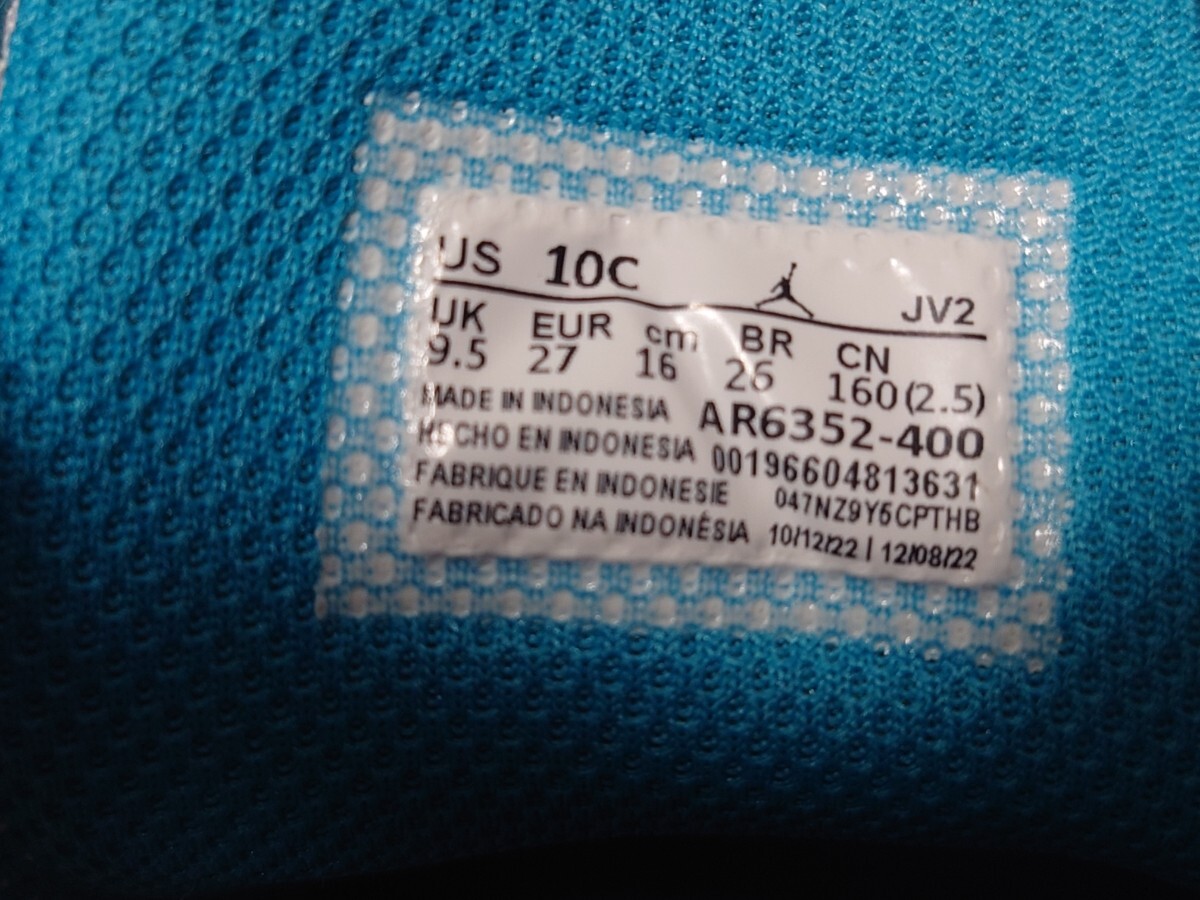 US 10C JV2
UK EUR cm BR CN
9.5 27 16 26 160(2.5)
MADE IN INDONESIA AR6352-400
HECHO EN INDONESIA 00196604813631
FABRIQUE EN INDONESIE 047NZ9Y6CPTHB
FABRICADO NA INDONÉSIA 10/12/22 | 12/08/22